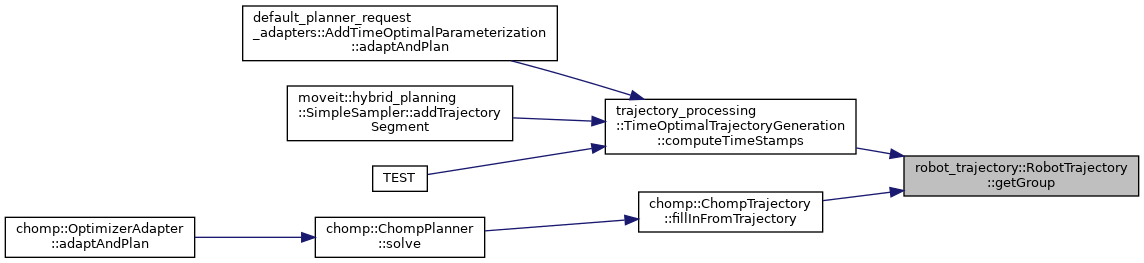 default_planner_request
_adapters::AddTimeOptimalParameterization
::adaptAndPlan
moveit::hybrid_planning
::SimpleSampler::addTrajectory
Segment
trajectory_processing
::TimeOptimalTrajectoryGeneration
::computeTimeStamps
TEST
robot_trajectory::RobotTrajectory
::getGroup
chomp::ChompTrajectory
::fillInFromTrajectory
chomp::OptimizerAdapter
::adaptAndPlan
chomp::ChompPlanner
::solve